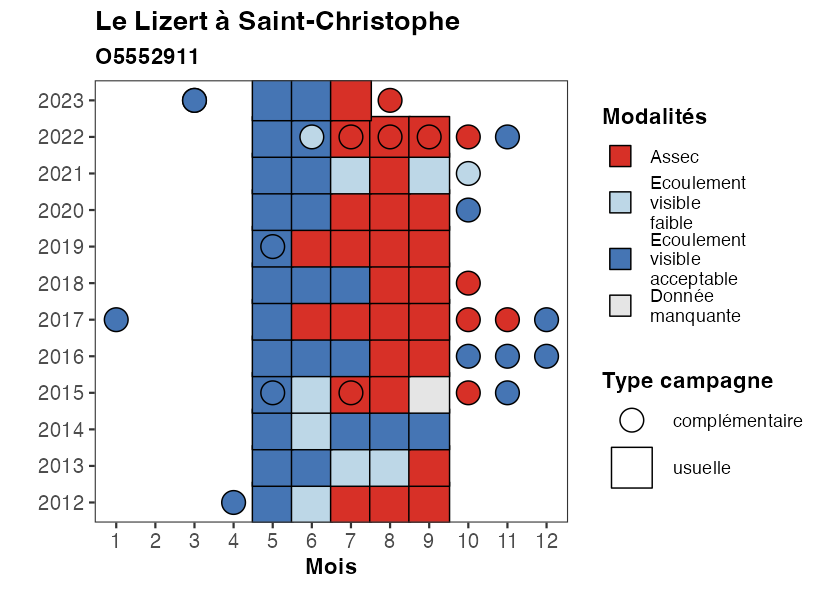 Le Lizert à Saint-Christophe
O5552911
2023
2022
2021
2020
2019
2018
2017
2016
2015
2014
2013
2012
1 2 3 4 5 6 7 8 9 10 11 12
Mois
Modalités
Assec
Ecoulement
visible
faible
Ecoulement
visible
acceptable
Donnée
manquante
Type campagne
complémentaire
usuelle